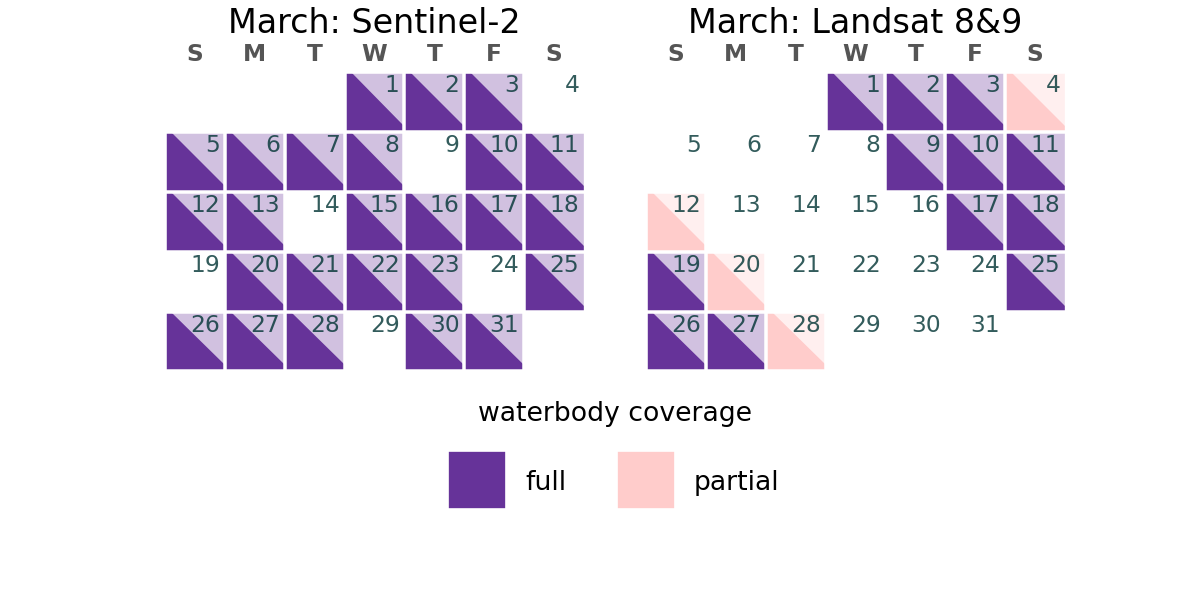 March: Sentinel-2
S M T W T F S
1 2 3 4
5 6 7 8 9 10 11
12 13 14 15 16 17 18
19 20 21 22 23 24 25
26 27 28 29 30 31
March: Landsat 8&9
S M T W T F S
1 2 3 4
5 6 7 8 9 10 11
12 13 14 15 16 17 18
19 20 21 22 23 24 25
26 27 28 29 30 31
waterbody coverage
full
partial